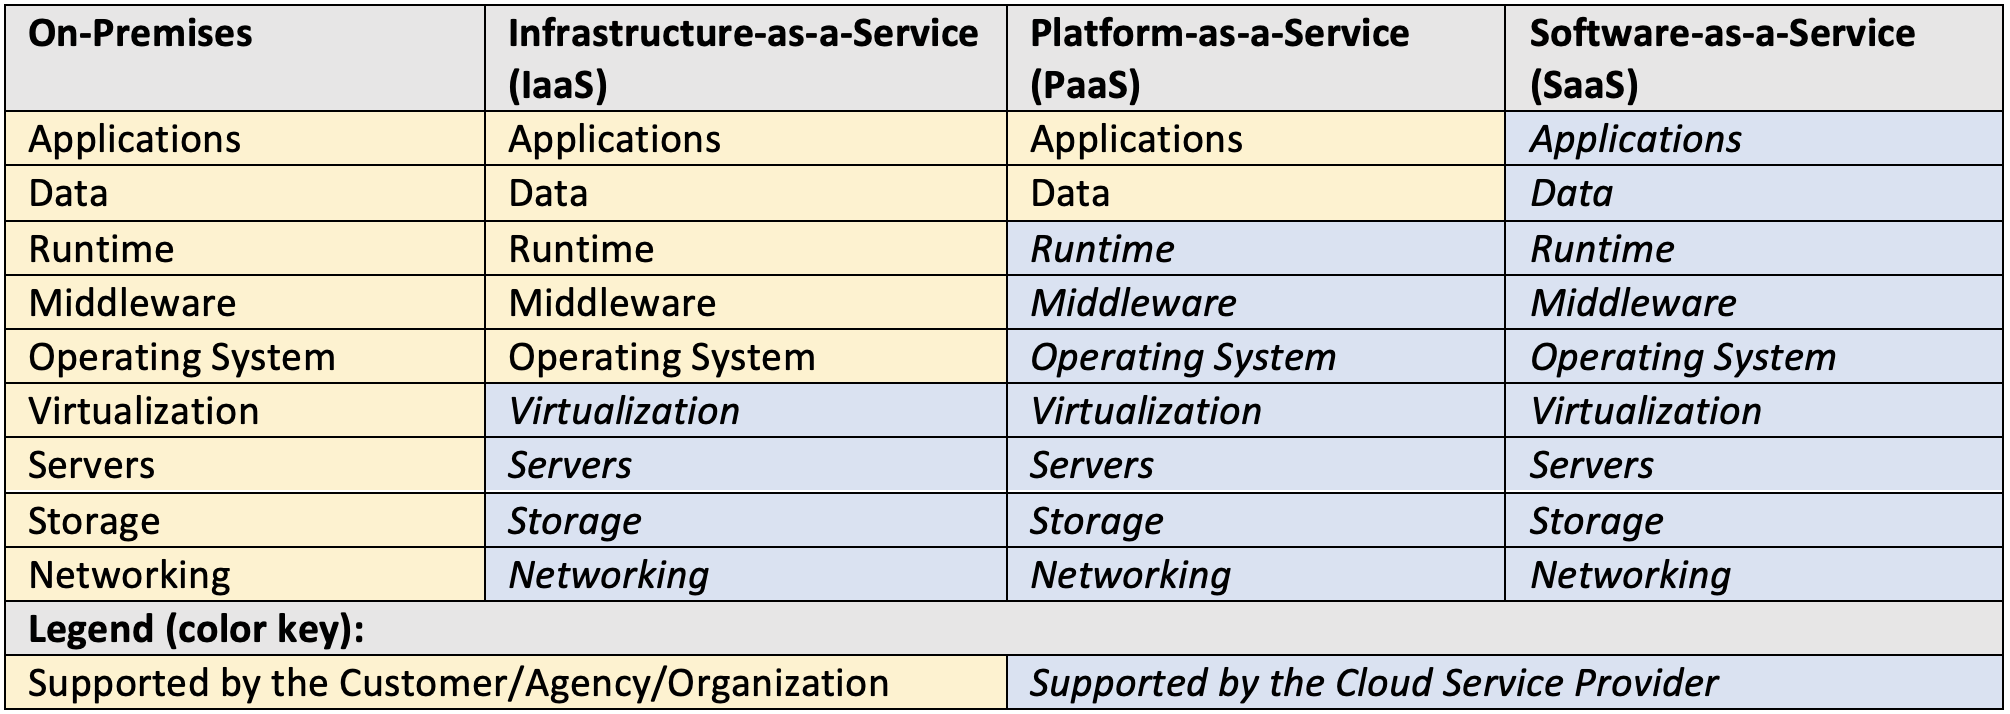 On-Premises
Infrastructure-as-a-Service
(IaaS)
Platform-as-a-Service
(PaaS)
Software-as-a-Service
(SaaS)
Applications Applications Applications Applications
Data Data Data Data
Runtime Runtime Runtime Runtime
Middleware Middleware Middleware Middleware
Operating System Operating System Operating System Operating System
Virtualization Virtualization Virtualization Virtualization
Servers Servers Servers Servers
Storage Storage Storage Storage
Networking Networking Networking Networking
Legend (color key):
Supported by the Customer/Agency/Organization Supported by the Cloud Service Provider